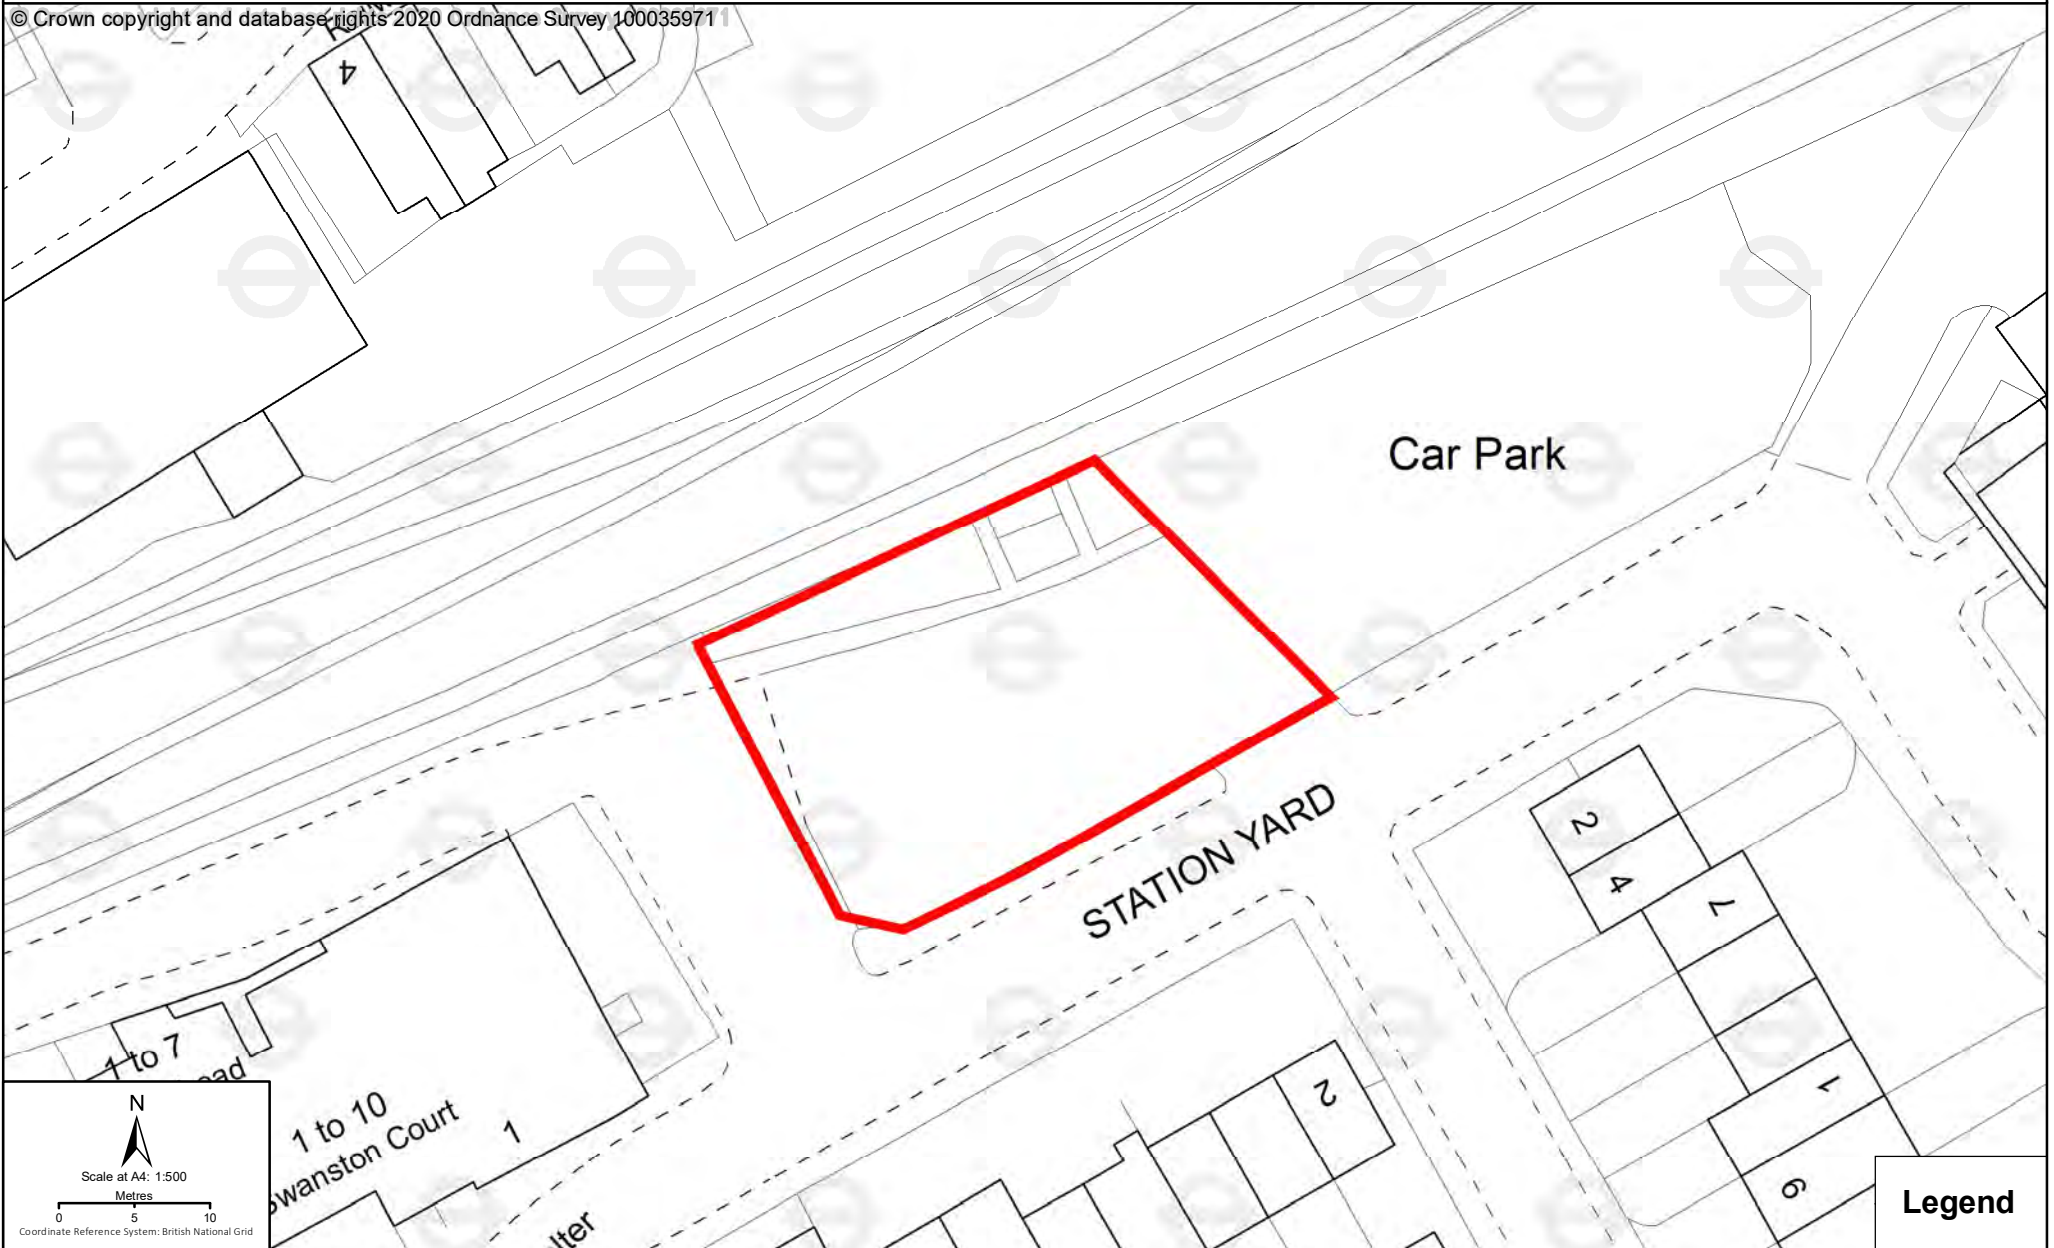 © Crown copyright and database rights 2020 Ordnance Survey 100035971
4
Car Park
STATION YARD
2
4
7
1 to 7
1 to 10
Swanston Court
1
2
1
6
N
Scale at A4: 1:500
Metres
0 5 10
Coordinate Reference System: British National Grid
Legend